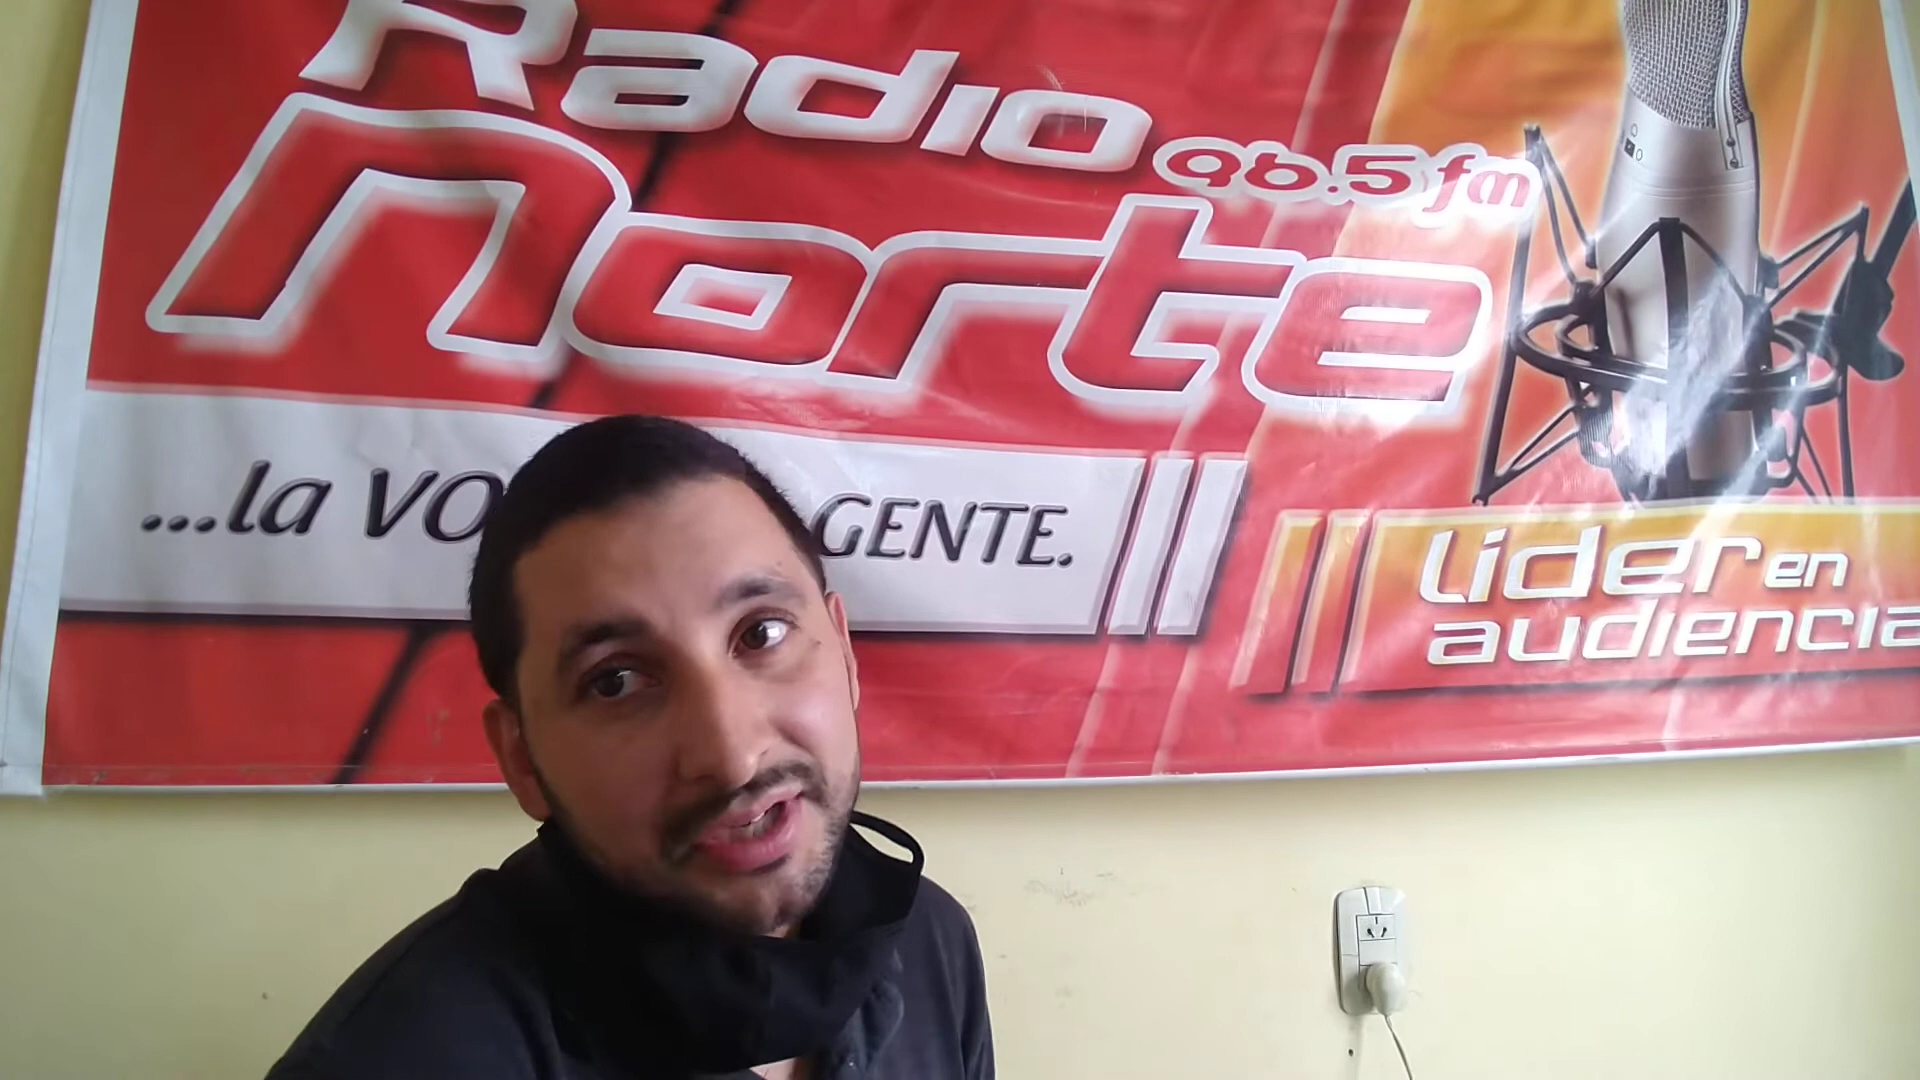 Radio
96.5 fm
norte
...la VO GENTE.
Lider en
audiencia